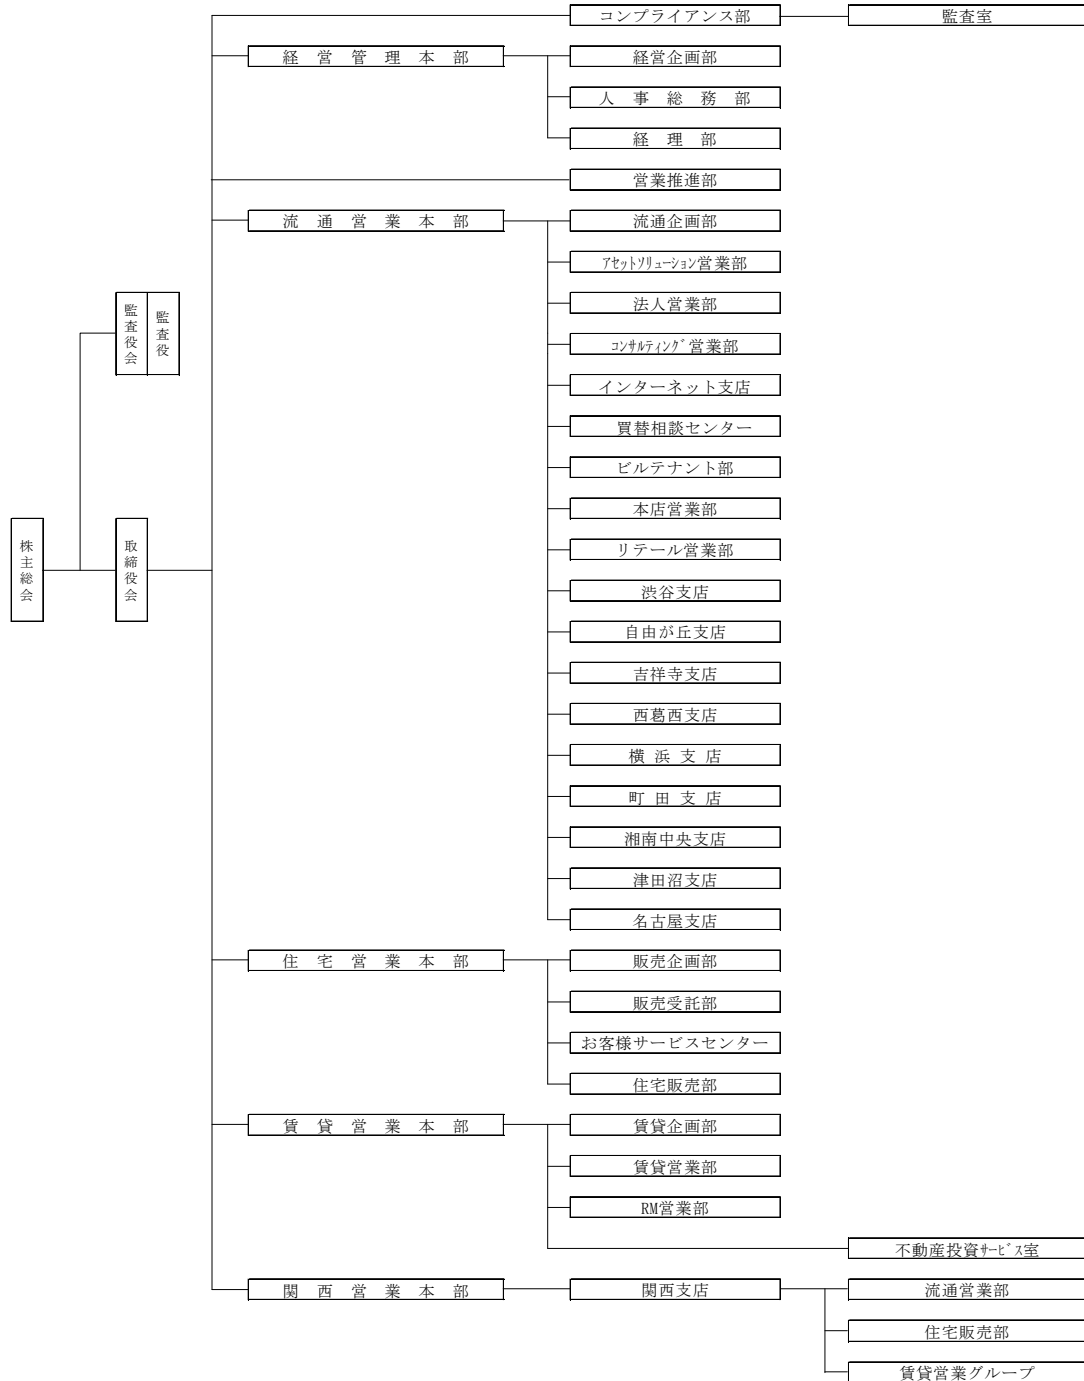 コンプライアンス部
監査室
経営管理本部
経営企画部
人事総務部
経理部
営業推進部
流通営業本部
流通企画部
アセットソリューション営業部
法人営業部
コンサルティング営業部
インターネット支店
買替相談センター
ビルテナント部
本店営業部
リテール営業部
渋谷支店
自由が丘支店
吉祥寺支店
西葛西支店
横浜支店
町田支店
湘南中央支店
津田沼支店
名古屋支店
監査役会
監査役
株主総会
取締役会
住宅営業本部
販売企画部
販売受託部
お客様サービスセンター
住宅販売部
賃貸営業本部
賃貸企画部
賃貸営業部
RM営業部
不動産投資サービス室
関西営業本部
関西支店
流通営業部
住宅販売部
賃貸営業グループ